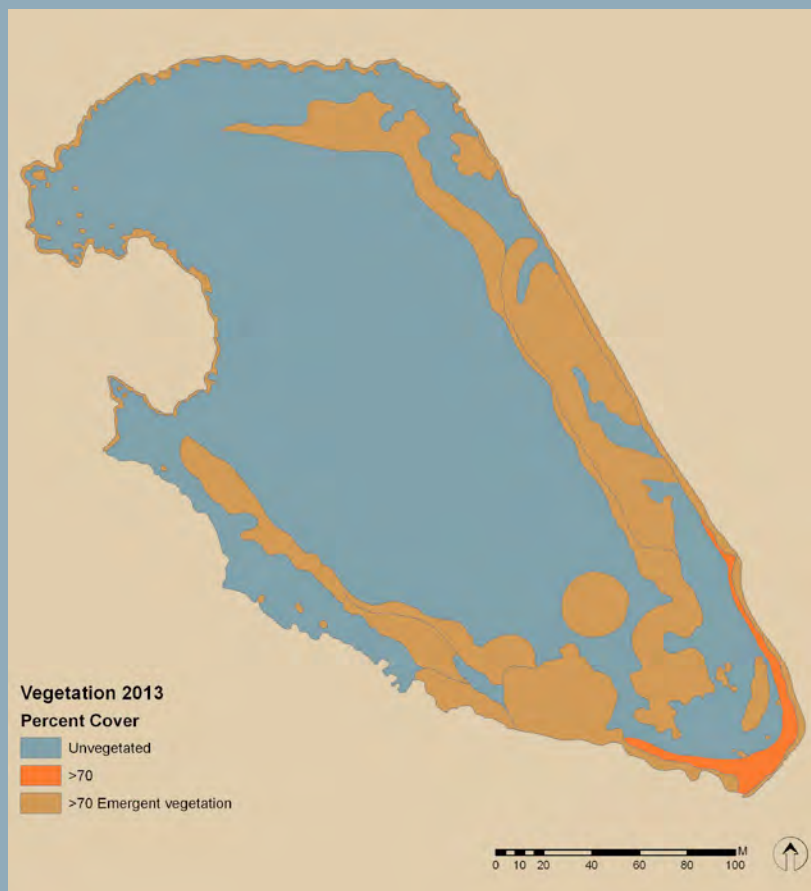 Vegetation 2013
Percent Cover
Unvegetated
>70
>70 Emergent vegetation
M
0 10 20 40 60 80 100